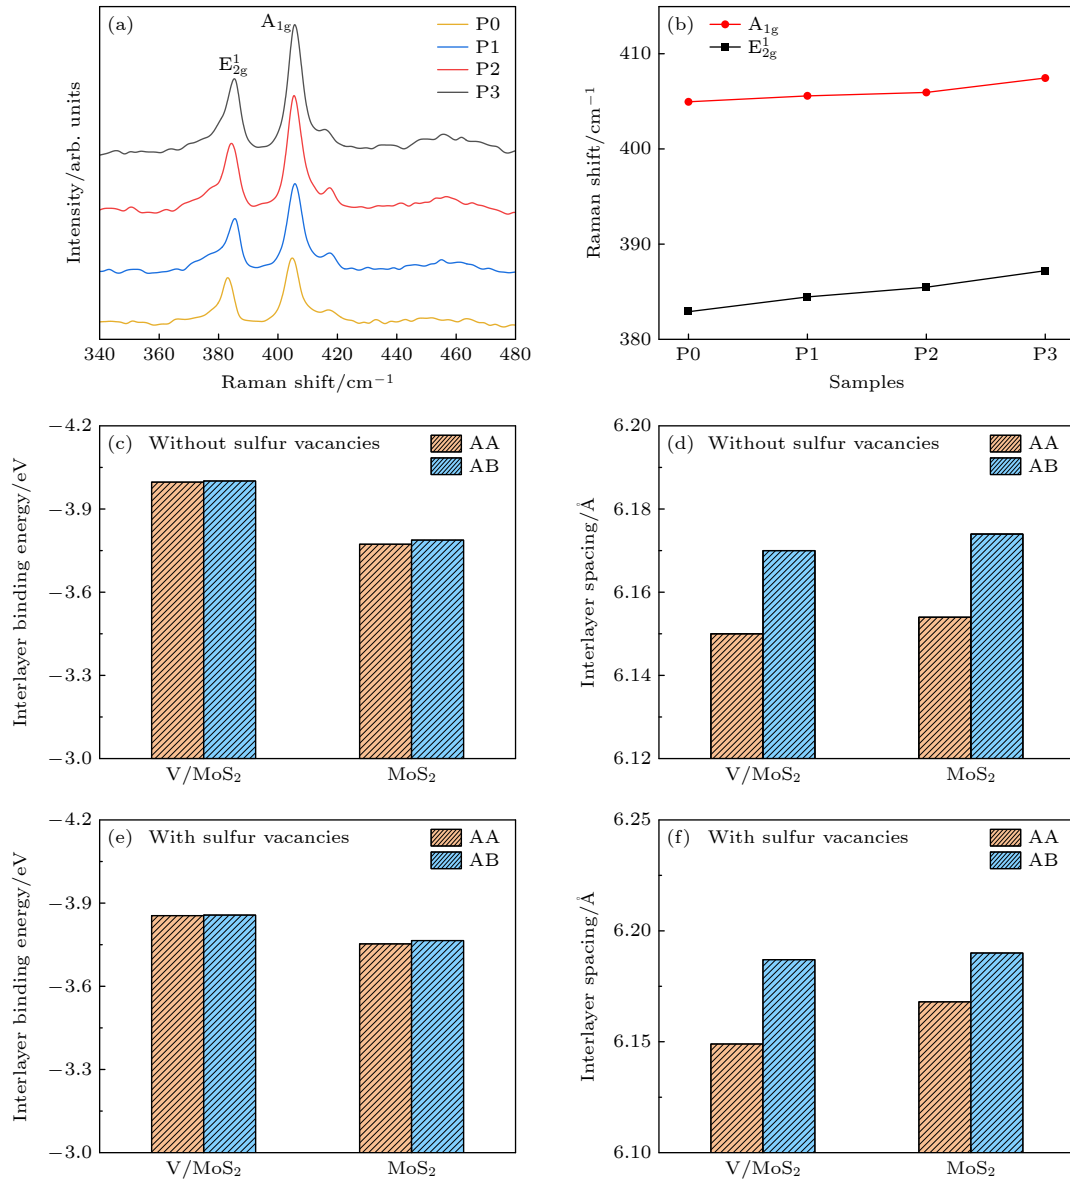 (a)
A1g
E¹2g
P0
P1
P2
P3
Intensity/arb. units
340 360 380 400 420 440 460 480
Raman shift/cm⁻¹
(b)
A1g
E¹2g
Raman shift/cm⁻¹
410
400
390
380
P0 P1 P2 P3
Samples
(c) Without sulfur vacancies
AA
AB
Interlayer binding energy/eV
−4.2
−3.9
−3.6
−3.3
−3.0
V/MoS₂ MoS₂
(d) Without sulfur vacancies
AA
AB
Interlayer spacing/Å
6.20
6.18
6.16
6.14
6.12
V/MoS₂ MoS₂
(e) With sulfur vacancies
AA
AB
Interlayer binding energy/eV
−4.2
−3.9
−3.6
−3.3
−3.0
V/MoS₂ MoS₂
(f) With sulfur vacancies
AA
AB
Interlayer spacing/Å
6.25
6.20
6.15
6.10
V/MoS₂ MoS₂